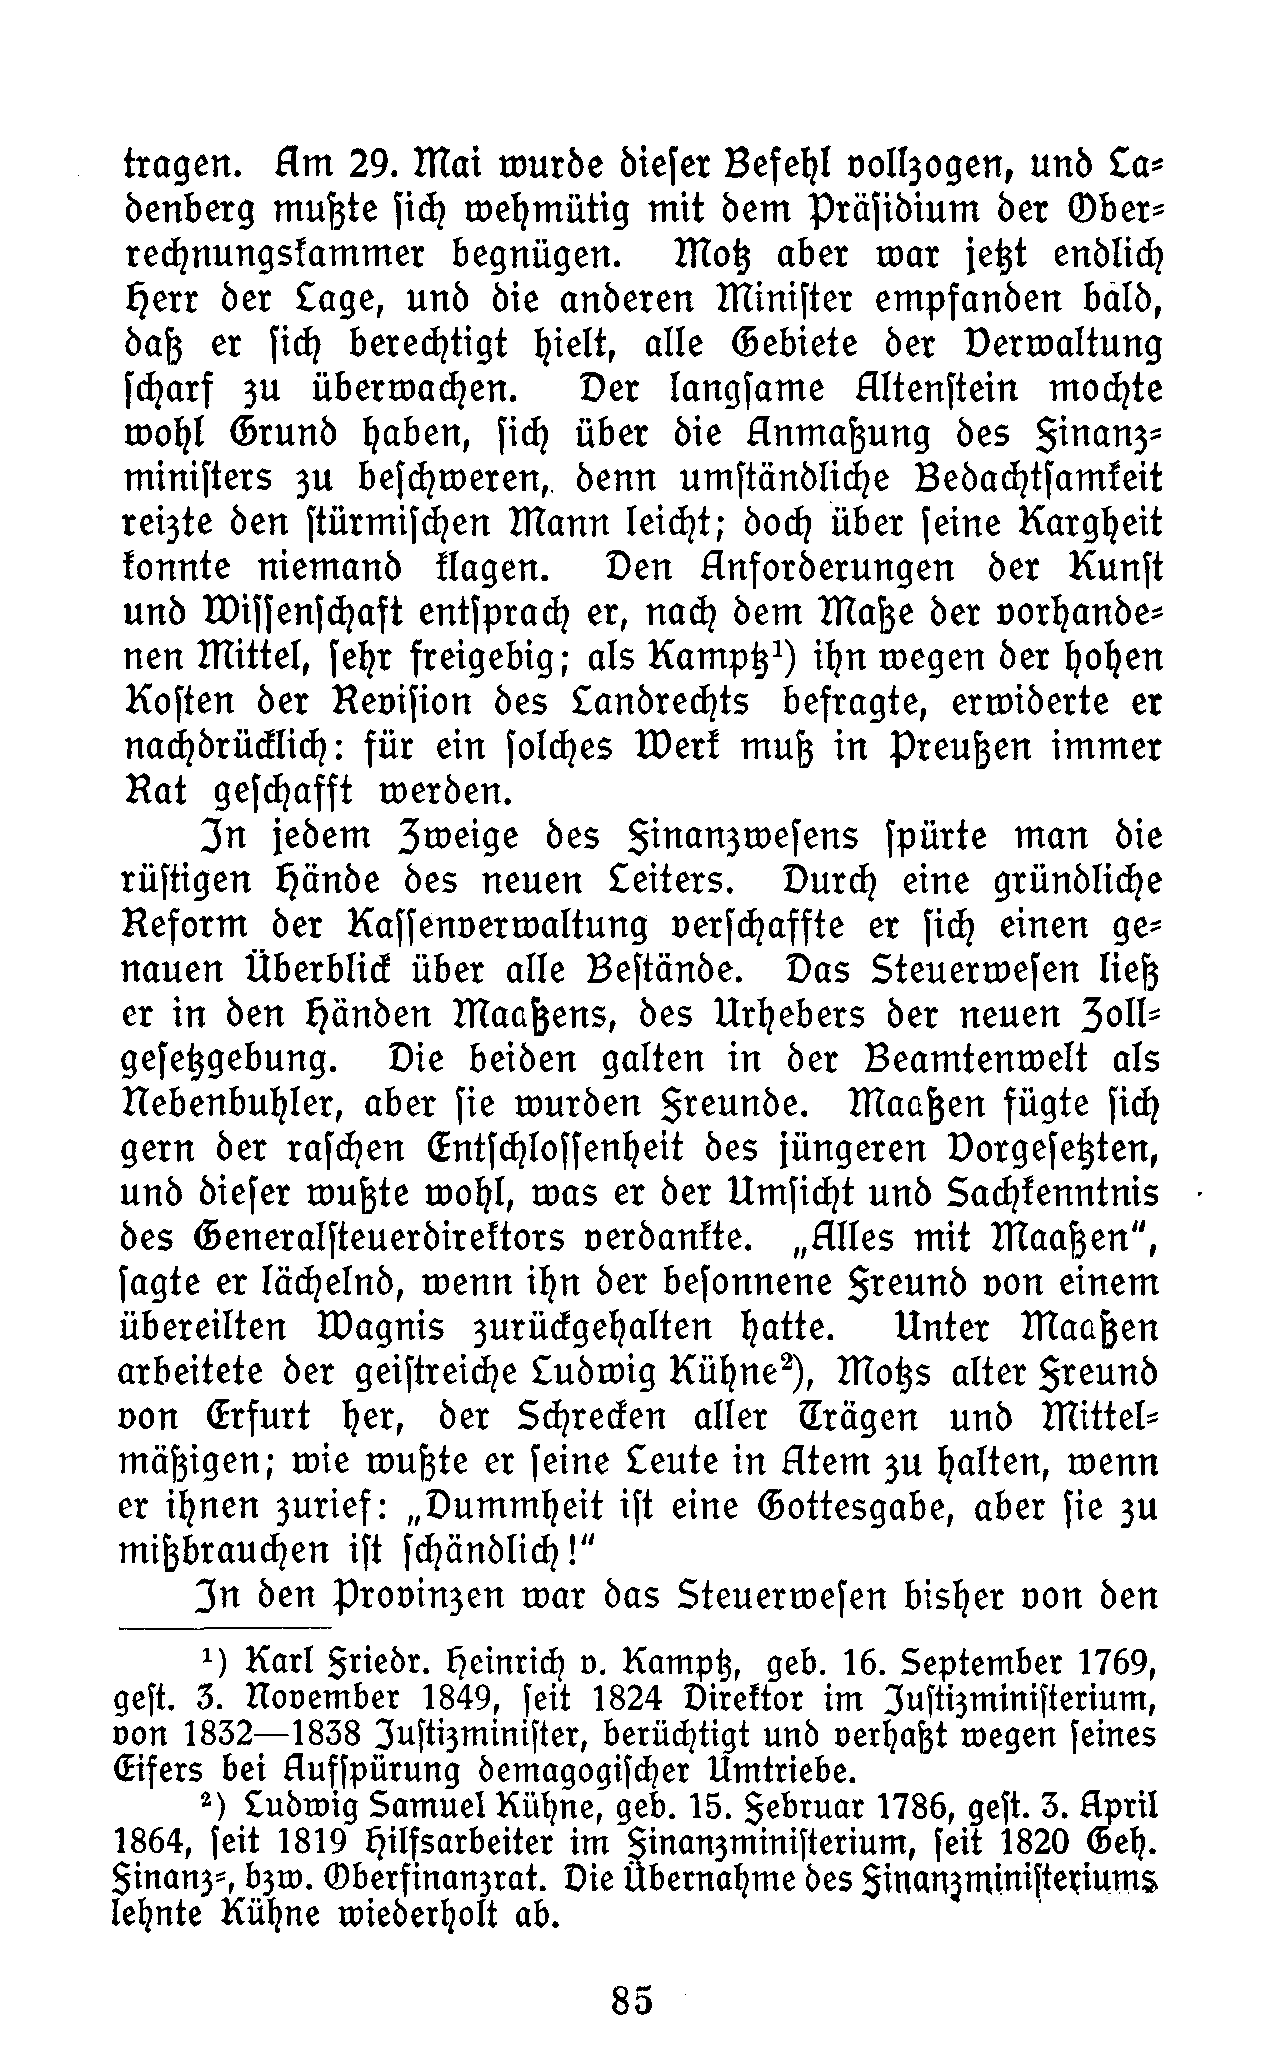 tragen. Am 29. Mai wurde dieſer Befehl vollzogen, und La-
denberg mußte ſich wehmütig mit dem Präſidium der Ober-
rechnungskammer begnügen. Motz aber war jetzt endlich
Herr der Lage, und die anderen Miniſter empfanden bald,
daß er ſich berechtigt hielt, alle Gebiete der Verwaltung
ſcharf zu überwachen. Der langſame Altenſtein mochte
wohl Grund haben, ſich über die Anmaßung des Finanz-
miniſters zu beſchweren, denn umſtändliche Bedachtſamkeit
reizte den ſtürmiſchen Mann leicht; doch über ſeine Kargheit
konnte niemand klagen. Den Anforderungen der Kunſt
und Wiſſenſchaft entſprach er, nach dem Maße der vorhande-
nen Mittel, ſehr freigebig; als Kamptz¹) ihn wegen der hohen
Koſten der Reviſion des Landrechts befragte, erwiderte er
nachdrücklich: für ein ſolches Werk muß in Preußen immer
Rat geſchafft werden.
In jedem Zweige des Finanzweſens ſpürte man die
rüſtigen Hände des neuen Leiters. Durch eine gründliche
Reform der Kaſſenverwaltung verſchaffte er ſich einen ge-
nauen Überblick über alle Beſtände. Das Steuerweſen ließ
er in den Händen Maaßens, des Urhebers der neuen Zoll-
geſetzgebung. Die beiden galten in der Beamtenwelt als
Nebenbuhler, aber ſie wurden Freunde. Maaßen fügte ſich
gern der raſchen Entſchloſſenheit des jüngeren Vorgeſetzten,
und dieſer wußte wohl, was er der Umſicht und Sachkenntnis
des Generalſteuerdirektors verdankte. „Alles mit Maaßen“,
ſagte er lächelnd, wenn ihn der beſonnene Freund von einem
übereilten Wagnis zurückgehalten hatte. Unter Maaßen
arbeitete der geiſtreiche Ludwig Kühne²), Motzs alter Freund
von Erfurt her, der Schrecken aller Trägen und Mittel-
mäßigen; wie wußte er ſeine Leute in Atem zu halten, wenn
er ihnen zurief: „Dummheit iſt eine Gottesgabe, aber ſie zu
mißbrauchen iſt ſchändlich!“
In den Provinzen war das Steuerweſen bisher von den
¹) Karl Friedr. Heinrich v. Kamptz, geb. 16. September 1769,
geſt. 3. November 1849, ſeit 1824 Direktor im Juſtizminiſterium,
von 1832—1838 Juſtizminiſter, berüchtigt und verhaßt wegen ſeines
Eifers bei Aufſpürung demagogiſcher Umtriebe.
²) Ludwig Samuel Kühne, geb. 15. Februar 1786, geſt. 3. April
1864, ſeit 1819 Hilfsarbeiter im Finanzminiſterium, ſeit 1820 Geh.
Finanz-, bzw. Oberfinanzrat. Die Übernahme des Finanzminiſteriums
lehnte Kühne wiederholt ab.
85